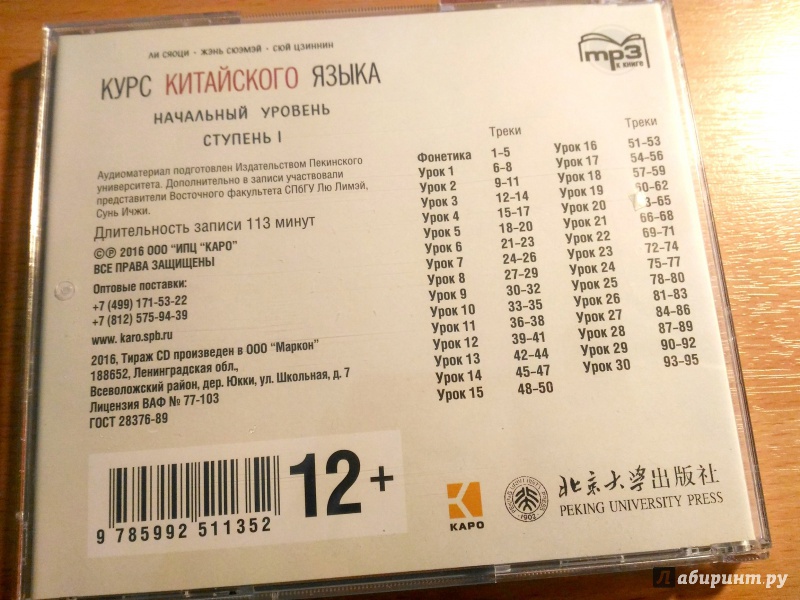 ЛИ СЯОЦИ · ЖЭНЬ СЮЭМЭЙ · СЮЙ ЦЗИННИН
КУРС КИТАЙСКОГО ЯЗЫКА
НАЧАЛЬНЫЙ УРОВЕНЬ
СТУПЕНЬ I
mp3
к книге
Аудиоматериал подготовлен Издательством Пекинского
университета. Дополнительно в записи участвовали
представители Восточного факультета СПбГУ Лю Лимэй,
Сунь Ичжи.
Длительность записи 113 минут
©℗ 2016 ООО "ИПЦ "КАРО"
ВСЕ ПРАВА ЗАЩИЩЕНЫ
Оптовые поставки:
+7 (499) 171-53-22
+7 (812) 575-94-39
www. karo.spb.ru
2016, Тираж CD произведен в ООО "Маркон"
188652, Ленинградская обл.,
Всеволожский район, дер. Юкки, ул. Школьная, д. 7
Лицензия ВАФ № 77-103
ГОСТ 28376-89
Треки
Фонетика 1-5
Урок 1 6-8
Урок 2 9-11
Урок 3 12-14
Урок 4 15-17
Урок 5 18-20
Урок 6 21-23
Урок 7 24-26
Урок 8 27-29
Урок 9 30-32
Урок 10 33-35
Урок 11 36-38
Урок 12 39-41
Урок 13 42-44
Урок 14 45-47
Урок 15 48-50
Треки
Урок 16 51-53
Урок 17 54-56
Урок 18 57-59
Урок 19 60-62
Урок 20 3-65
Урок 21 66-68
Урок 22 69-71
Урок 23 72-74
Урок 24 75-77
Урок 25 78-80
Урок 26 81-83
Урок 27 84-86
Урок 28 87-89
Урок 29 90-92
Урок 30 93-95
9 785992 511352
12+
КАРО
1902
北京大学出版社
PEKING UNIVERSITY PRESS
Лабиринт.ру